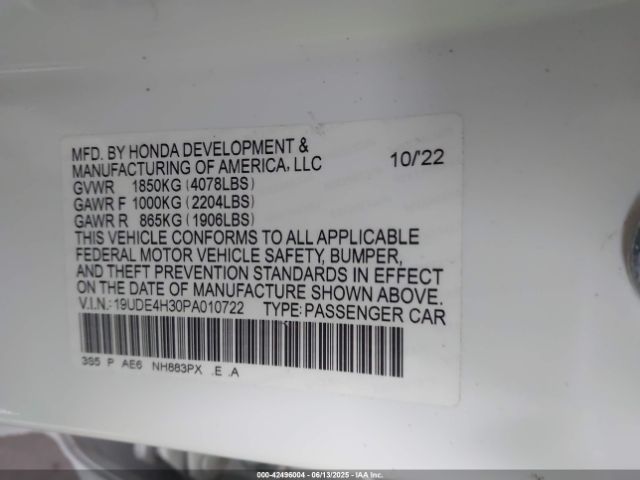 MFD. BY HONDA DEVELOPMENT &
MANUFACTURING OF AMERICA, LLC 10/'22
GVWR 1850KG (4078LBS)
GAWR F 1000KG (2204LBS)
GAWR R 865KG (1906LBS)
THIS VEHICLE CONFORMS TO ALL APPLICABLE
FEDERAL MOTOR VEHICLE SAFETY, BUMPER,
AND THEFT PREVENTION STANDARDS IN EFFECT
ON THE DATE OF MANUFACTURE SHOWN ABOVE.
V.I.N.: 19UDE4H30PA010722 TYPE: PASSENGER CAR
3S5 P AE6 NH883PX .E .A
000-42496004 - 06/13/2025 - IAA Inc.